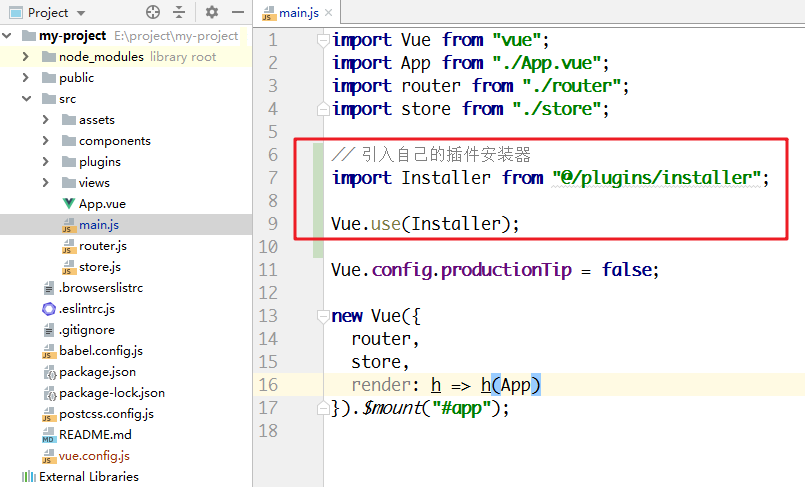 Project
my-project E:\project\my-project
node_modules library root
public
src
assets
components
plugins
views
App.vue
main.js
router.js
store.js
.browserslistrc
.eslintrc.js
.gitignore
babel.config.js
package.json
package-lock.json
postcss.config.js
README.md
vue.config.js
External Libraries
main.js
1 import Vue from "vue";
2 import App from "./App.vue";
3 import router from "./router";
4 import store from "./store";
5
6 // 引入自己的插件安装器
7 import Installer from "@/plugins/installer";
8
9 Vue.use(Installer);
10
11 Vue.config.productionTip = false;
12
13 new Vue({
14 router,
15 store,
16 render: h => h(App)
17 }).$mount("#app");
18